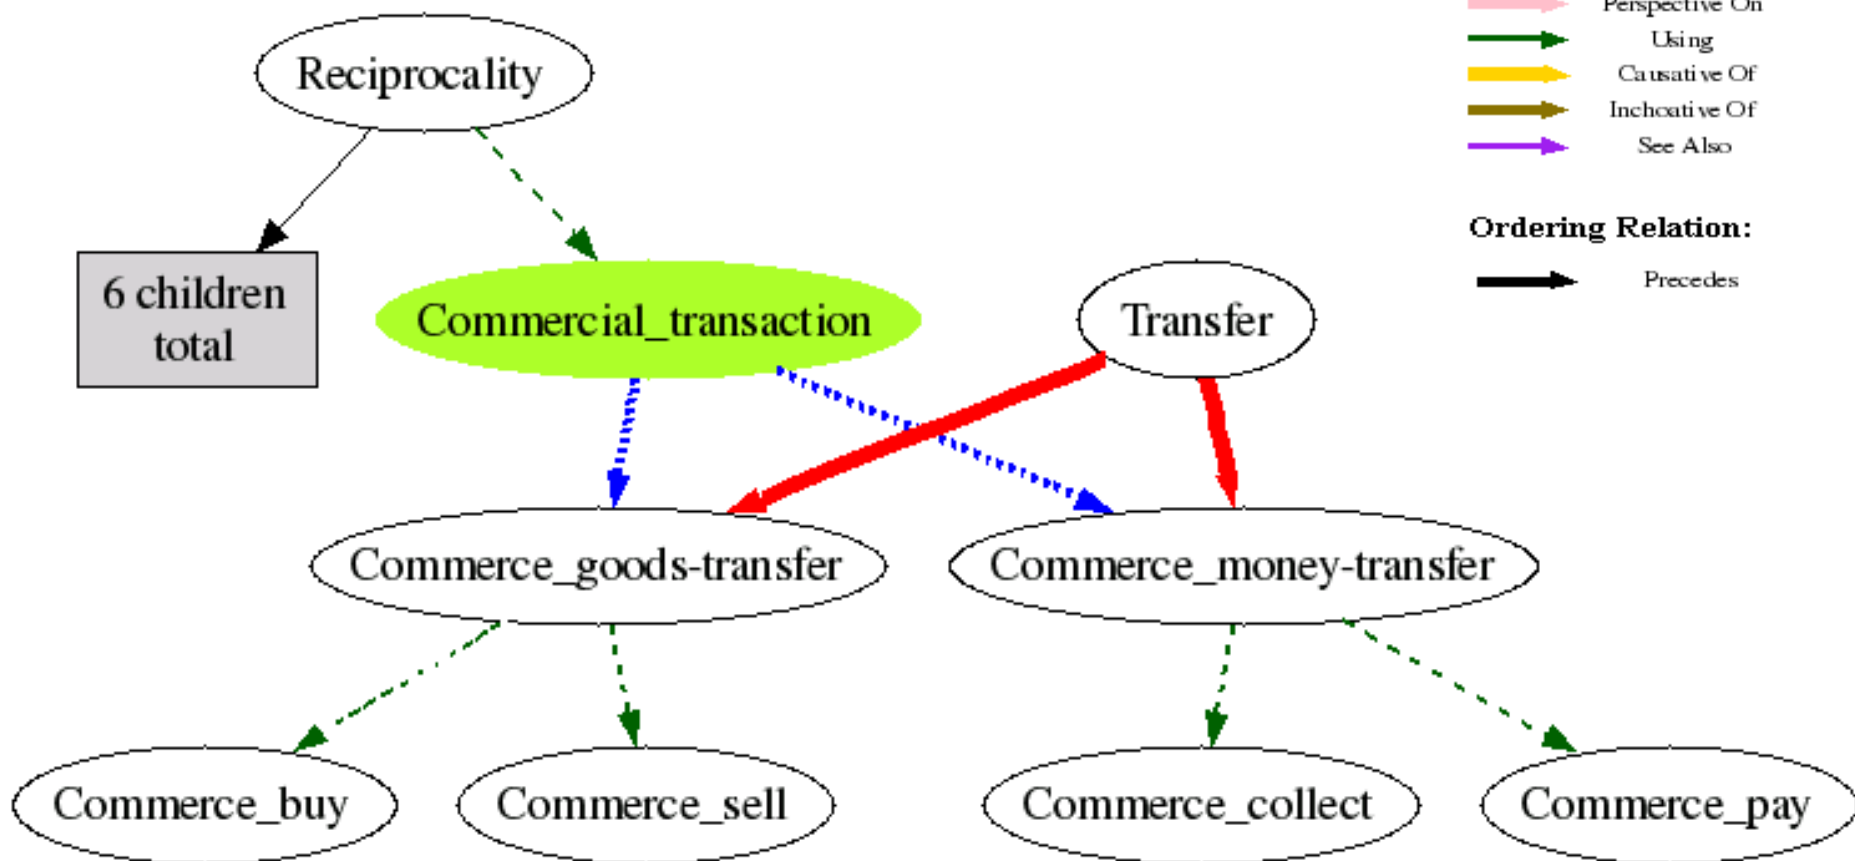 Perspective On
Using
Causative Of
Inchoative Of
See Also
Ordering Relation:
Precedes
Reciprocality
6 children
total
Commercial_transaction
Transfer
Commerce_goods-transfer
Commerce_money-transfer
Commerce_buy
Commerce_sell
Commerce_collect
Commerce_pay